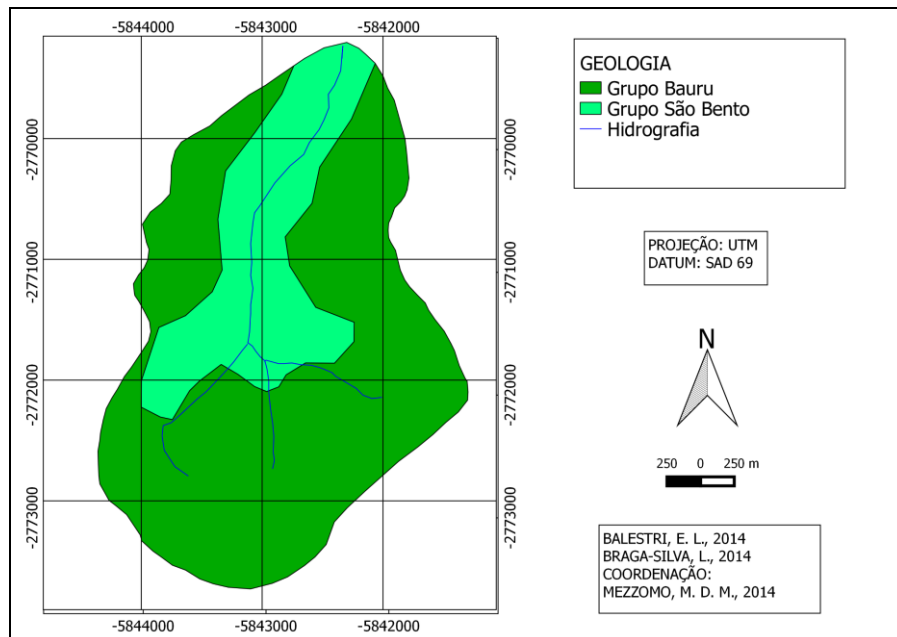 -5844000 -5843000 -5842000
-2770000
-2771000
-2772000
-2773000
-2770000
-2771000
-2772000
-2773000
-5844000 -5843000 -5842000
GEOLOGIA
Grupo Bauru
Grupo São Bento
Hidrografia
PROJEÇÃO: UTM
DATUM: SAD 69
N
250 0 250 m
BALESTRI, E. L., 2014
BRAGA-SILVA, L., 2014
COORDENAÇÃO:
MEZZOMO, M. D. M., 2014